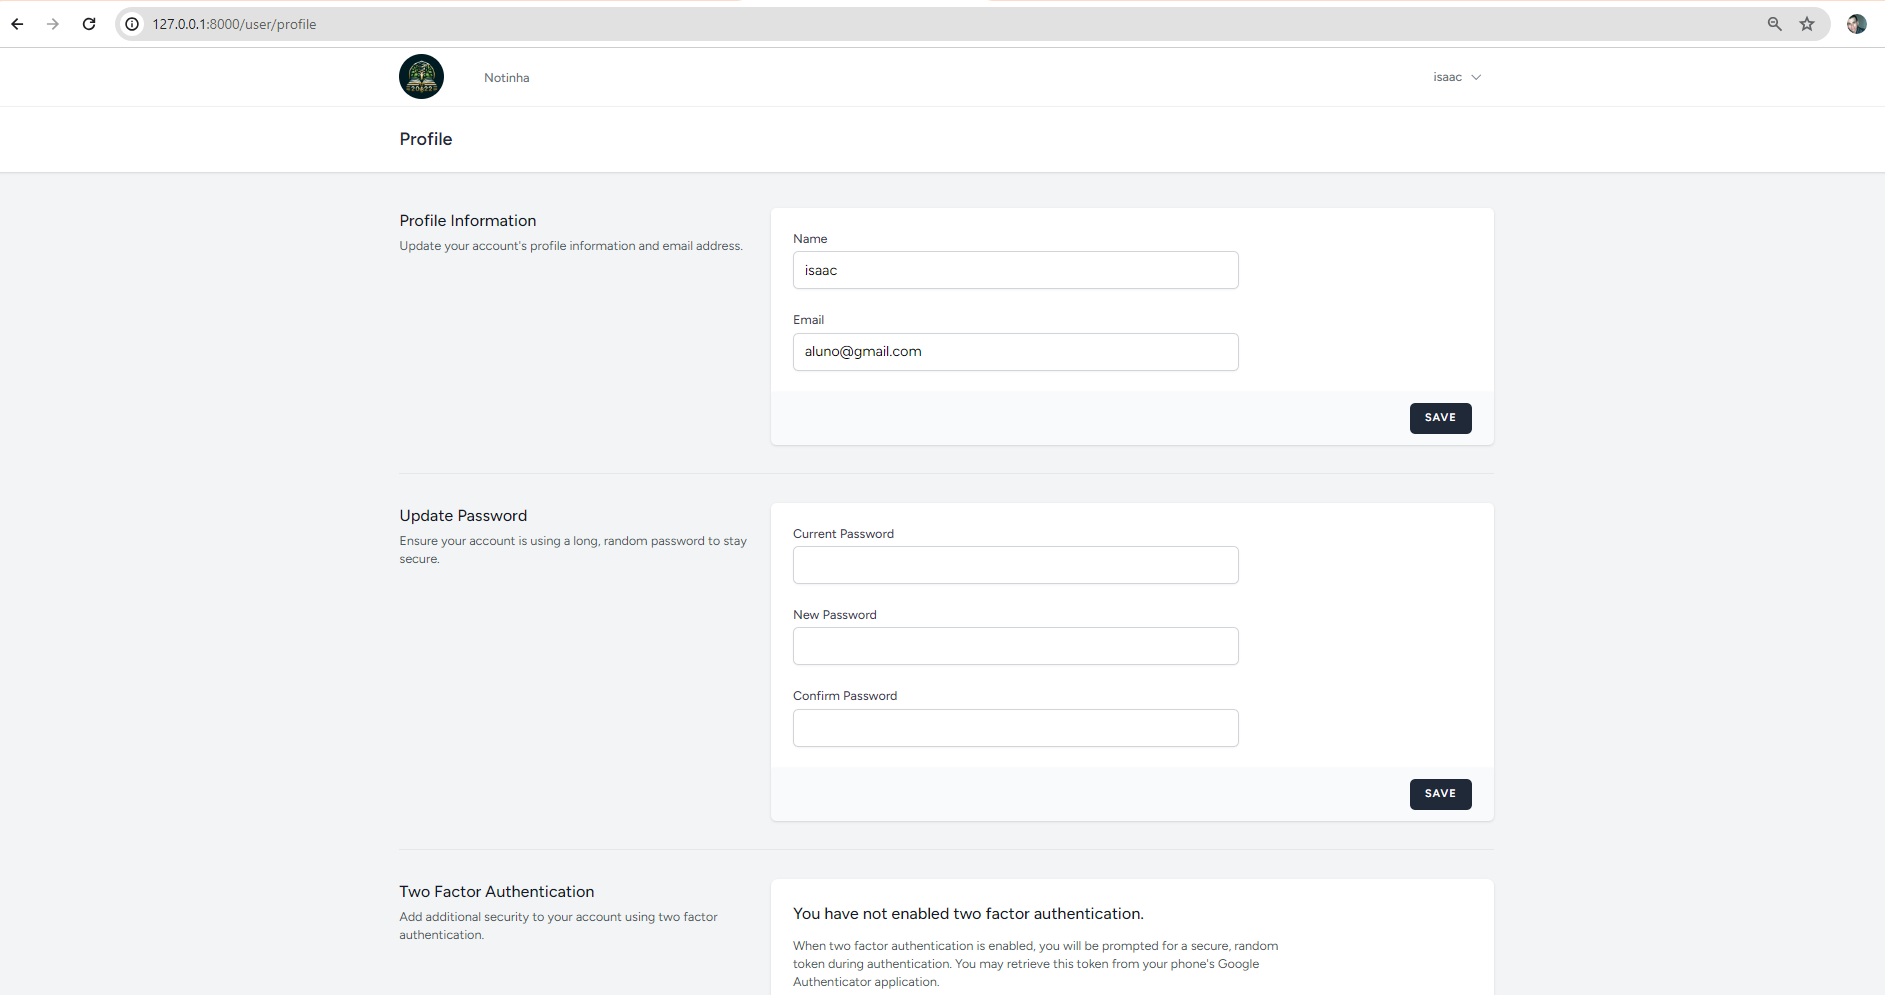 127.0.0.1:8000/user/profile
20622
Notinha
isaac
Profile
Profile Information
Update your account's profile information and email address.
Name
isaac
Email
aluno@gmail.com
SAVE
Update Password
Ensure your account is using a long, random password to stay
secure.
Current Password
New Password
Confirm Password
SAVE
Two Factor Authentication
Add additional security to your account using two factor
authentication.
You have not enabled two factor authentication.
When two factor authentication is enabled, you will be prompted for a secure, random
token during authentication. You may retrieve this token from your phone's Google
Authenticator application.